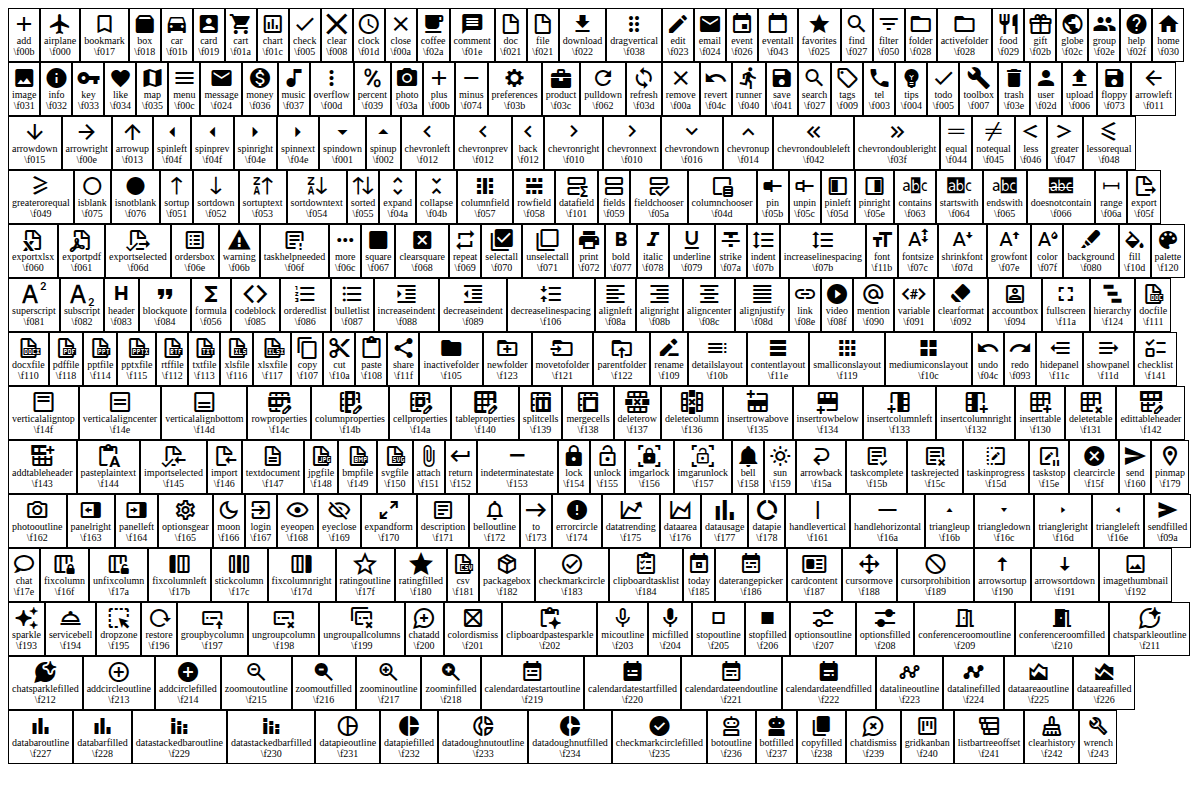 add airplane bookmark box car card cart chart check clear clock close coffee comment doc file download dragvertical edit email event eventall favorites find filter folder activefolder food gift globe group help home
\f00b \f000 \f017 \f018 \f01b \f019 \f01a \f01c \f005 \f008 \f01d \f00a \f02a \f01e \f021 \f021 \f022 \f038 \f023 \f024 \f026 \f043 \f025 \f027 \f050 \f028 \f028 \f029 \f02b \f02c \f02e \f02f \f030
image info key like map menu message money music overflow percent photo plus minus preferences product pulldown refresh remove revert runner save search tags tel tips todo toolbox trash user upload floppy arrowleft
\f031 \f032 \f033 \f034 \f035 \f00c \f024 \f036 \f037 \f00d \f039 \f03a \f00b \f074 \f03b \f03c \f062 \f03d \f00a \f04c \f040 \f041 \f027 \f009 \f003 \f004 \f005 \f007 \f03e \f02d \f006 \f073 \f011
arrowdown arrowright arrowup spinleft spinprev spinright spinnext spindown spinup chevronleft chevronprev back chevronright chevronnext chevrondown chevronup chevrondoubleleft chevrondoubleright equal notequal less greater lessorequal
\f015 \f00e \f013 \f04f \f04f \f04e \f04e \f001 \f002 \f012 \f012 \f012 \f010 \f010 \f016 \f014 \f042 \f03f \f044 \f045 \f046 \f047 \f048
greaterorequal isblank isnotblank sortup sortdown sortuptext sortdowntext sorted expand collapse columnfield rowfield datafield fields fieldchooser columnchooser pin unpin pinleft pinright contains startswith endswith doesnotcontain range export
\f049 \f075 \f076 \f051 \f052 \f053 \f054 \f055 \f04a \f04b \f057 \f058 \f101 \f059 \f05a \f04d \f05b \f05c \f05d \f05e \f063 \f064 \f065 \f066 \f06a \f05f
exportxlsx exportpdf exportselected ordersbox warning taskhelpneeded more square clearsquare repeat selectall unselectall print bold italic underline strike indent increaselinespacing font fontsize shrinkfont growfont color background fill palette
\f060 \f061 \f06d \f06e \f06b \f06f \f06c \f067 \f068 \f069 \f070 \f071 \f072 \f077 \f078 \f079 \f07a \f07b \f07b \f11b \f07c \f07d \f07e \f07f \f080 \f10d \f120
superscript subscript header blockquote formula codeblock orderedlist bulletlist increaseindent decreaseindent decreaselinespacing alignleft alignright aligncenter alignjustify link video mention variable clearformat accountbox fullscreen hierarchy docfile
\f081 \f082 \f083 \f084 \f056 \f085 \f086 \f087 \f088 \f089 \f106 \f08a \f08b \f08c \f08d \f08e \f08f \f090 \f091 \f092 \f094 \f11a \f124 \f111
docxfile pdffile pptfile pptxfile rtffile txtfile xlsfile xlsxfile copy cut paste share inactivefolder newfolder movetofolder parentfolder rename detailslayout contentlayout smalliconslayout mediumiconslayout undo redo hidepanel showpanel checklist
\f110 \f118 \f114 \f115 \f112 \f113 \f116 \f117 \f107 \f10a \f108 \f11f \f105 \f123 \f121 \f122 \f109 \f10b \f11e \f119 \f10c \f04c \f093 \f11c \f11d \f141
verticalaligntop verticalaligncenter verticalalignbottom rowproperties columnproperties cellproperties tableproperties splitcells mergecells deleterow deletecolumn insertrowabove insertrowbelow insertcolumnleft insertcolumnright inserttable deletetable edittableheader
\f14f \f14e \f14d \f14c \f14b \f14a \f140 \f139 \f138 \f137 \f136 \f135 \f134 \f133 \f132 \f130 \f131 \f142
addtableheader pasteplaintext importselected import textdocument jpgfile bmpfile svgfile attach return indeterminatestate lock unlock imgarlock imgarunlock bell sun arrowback taskcomplete taskrejected taskinprogress taskstop clearcircle send pinmap
\f143 \f144 \f145 \f146 \f147 \f148 \f149 \f150 \f151 \f152 \f153 \f154 \f155 \f156 \f157 \f158 \f159 \f15a \f15b \f15c \f15d \f15e \f15f \f160 \f179
photooutline panelright panelleft optionsgear moon login eyeopen eyeclose expandform description belloutline to errorcircle datatrending dataarea datausage datapie handlevertical handlehorizontal triangleup triangledown triangleright triangleleft sendfilled
\f162 \f163 \f164 \f165 \f166 \f167 \f168 \f169 \f170 \f171 \f172 \f173 \f174 \f175 \f176 \f177 \f178 \f161 \f16a \f16b \f16c \f16d \f16e \f09a
chat fixcolumn unfixcolumn fixcolumnleft stickcolumn fixcolumnright ratingoutline ratingfilled csv packagebox checkmarkcircle clipboardtasklist today daterangepicker cardcontent cursormove cursorprohibition arrowsortup arrowsortdown imagethumbnail
\f17e \f16f \f17a \f17b \f17c \f17d \f17f \f180 \f181 \f182 \f183 \f184 \f185 \f186 \f187 \f188 \f189 \f190 \f191 \f192
sparkle servicebell dropzone restore groupbycolumn ungroupcolumn ungroupallcolumns chatadd colordismiss clipboardpastesparkle micoutline micfilled stopoutline stopfilled optionsoutline optionsfilled conferenceroomoutline conferenceroomfilled chatsparkleoutline
\f193 \f194 \f195 \f196 \f197 \f198 \f199 \f200 \f201 \f202 \f203 \f204 \f205 \f206 \f207 \f208 \f209 \f210 \f211
chatsparklefilled addcircleoutline addcirclefilled zoomoutoutline zoomoutfilled zoominoutline zoominfilled calendardatestartoutline calendardatestartfilled calendardateendoutline calendardateendfilled datalineoutline datalinefilled dataareaoutline dataareafilled
\f212 \f213 \f214 \f215 \f216 \f217 \f218 \f219 \f220 \f221 \f222 \f223 \f224 \f225 \f226
databaroutline databarfilled datastackedbaroutline datastackedbarfilled datapieoutline datapiefilled datadoughnutoutline datadoughnutfilled checkmarkcirclefilled botoutline botfilled copyfilled chatdismiss gridkanban listbartreeoffset clearhistory wrench
\f227 \f228 \f229 \f230 \f231 \f232 \f233 \f234 \f235 \f236 \f237 \f238 \f239 \f240 \f241 \f242 \f243